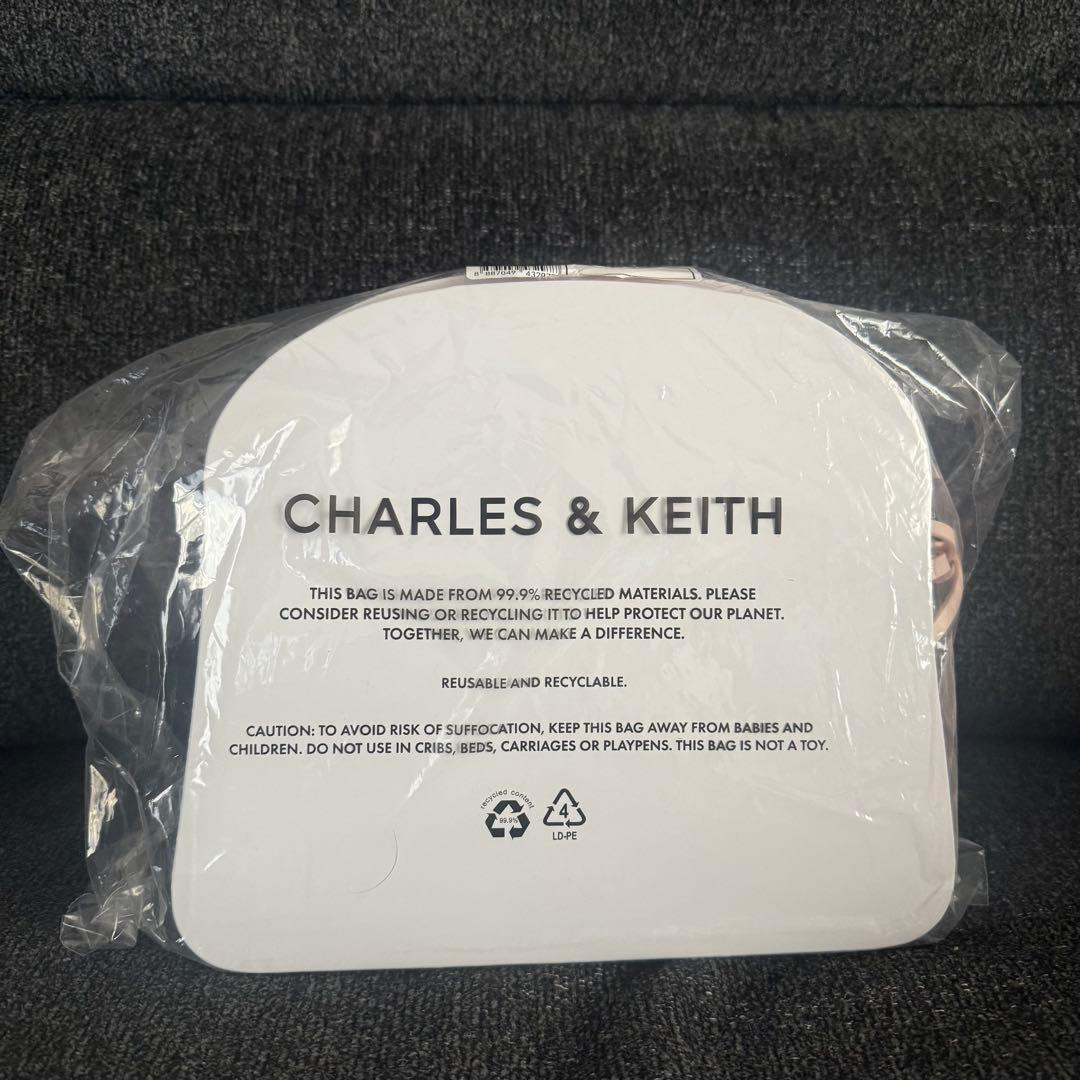 8 887049 4329
CHARLES & KEITH
THIS BAG IS MADE FROM 99.9% RECYCLED MATERIALS. PLEASE
CONSIDER REUSING OR RECYCLING IT TO HELP PROTECT OUR PLANET.
TOGETHER, WE CAN MAKE A DIFFERENCE.
REUSABLE AND RECYCLABLE.
CAUTION: TO AVOID RISK OF SUFFOCATION, KEEP THIS BAG AWAY FROM BABIES AND
CHILDREN. DO NOT USE IN CRIBS, BEDS, CARRIAGES OR PLAYPENS. THIS BAG IS NOT A TOY.
recycled content
99.9%
4
LD-PE